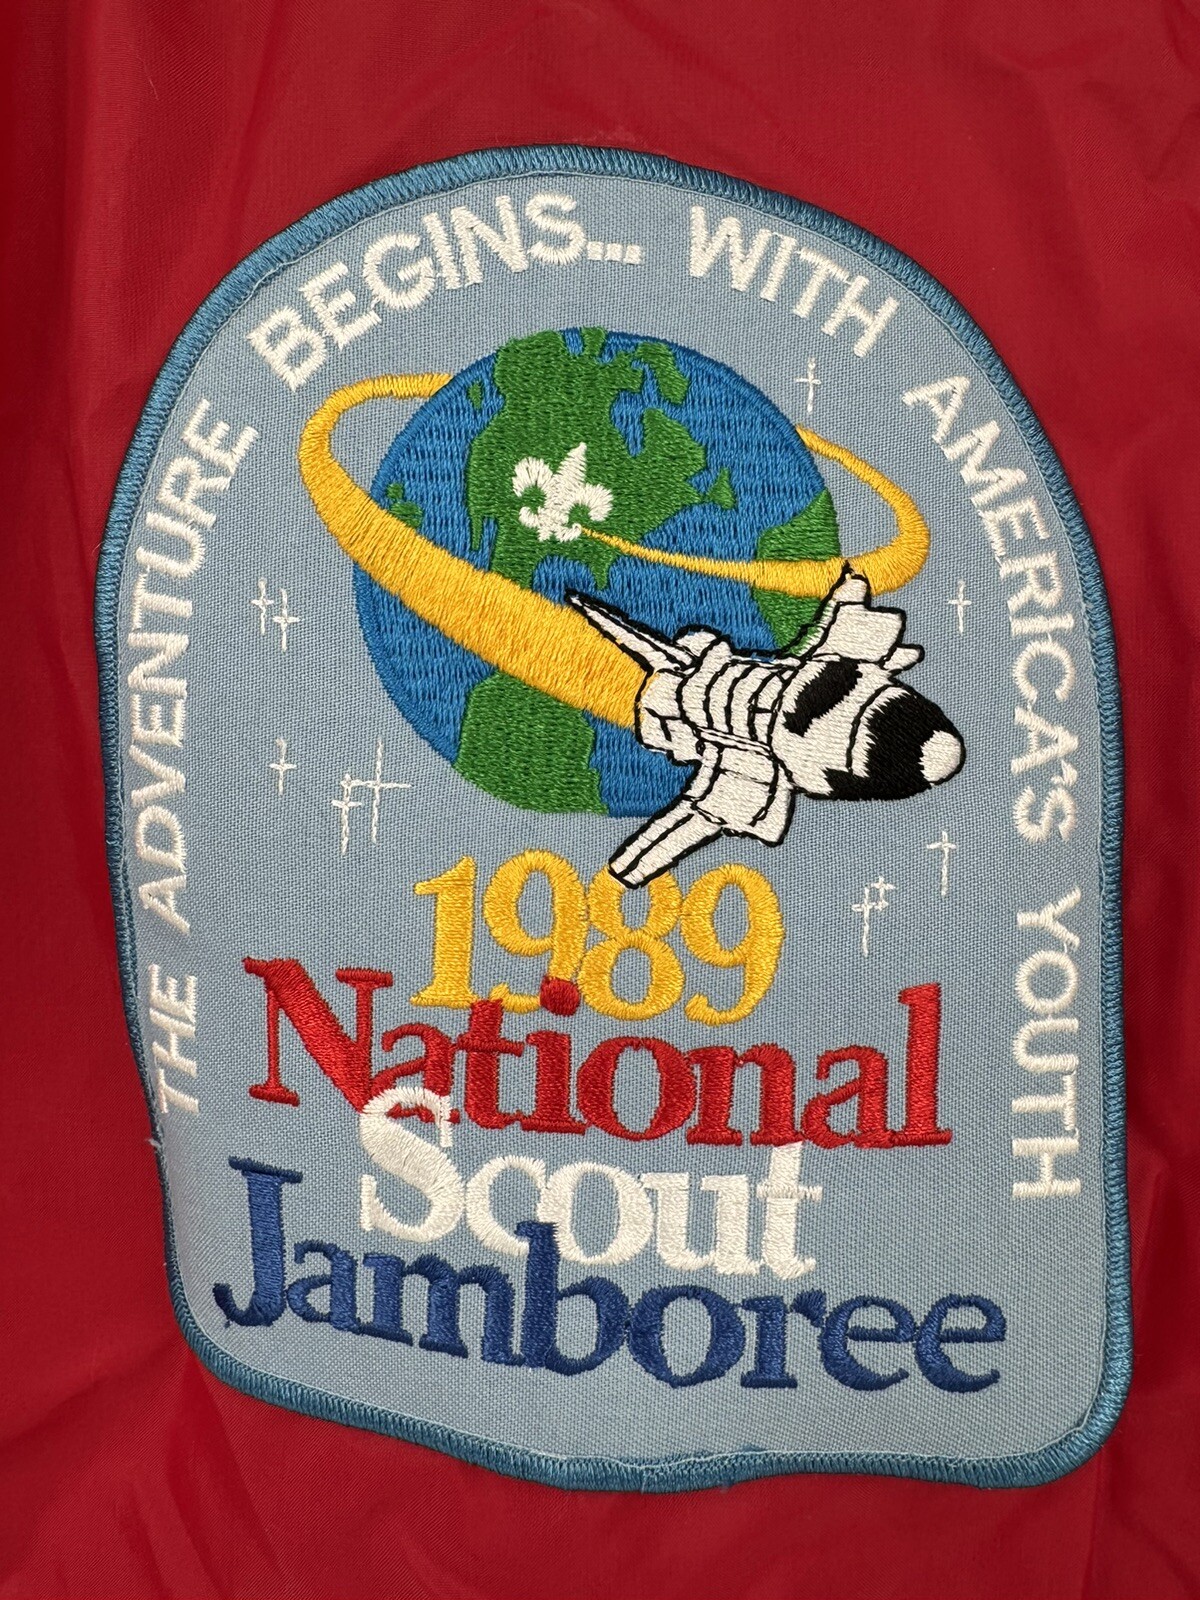 THE ADVENTURE BEGINS... WITH AMERICA'S YOUTH
1989
National
Scout
Jamboree